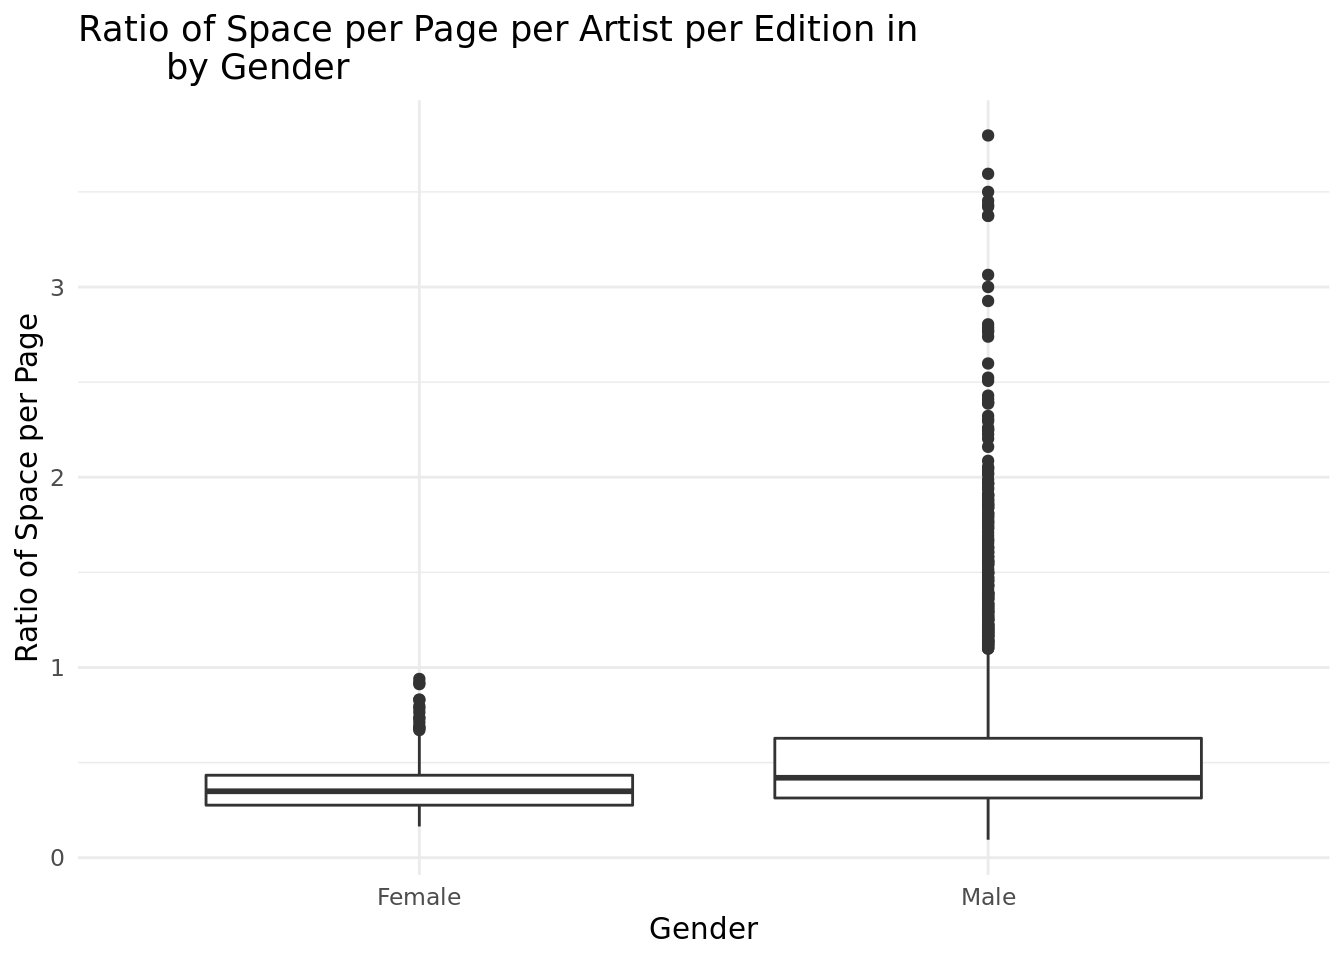 Ratio of Space per Page per Artist per Edition in
by Gender
Ratio of Space per Page
3
2
1
0
Female
Male
Gender